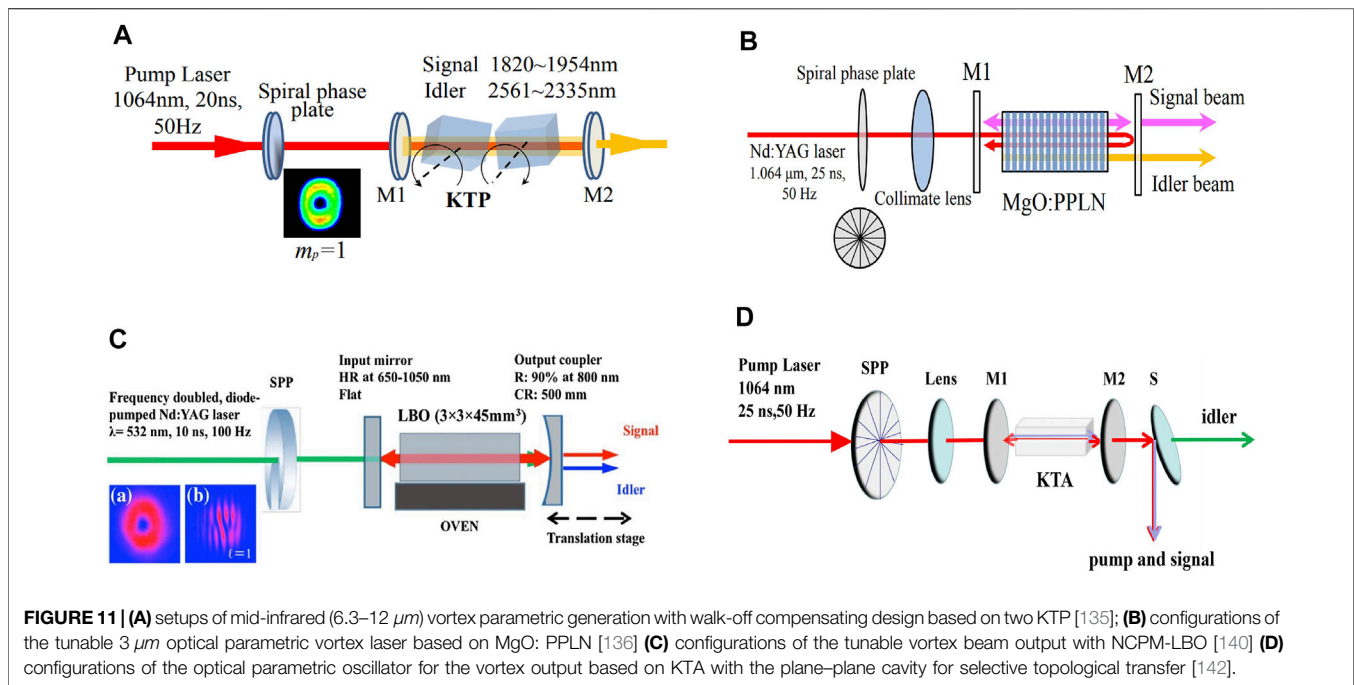 A
Pump Laser
1064nm, 20ns,
50Hz
Spiral phase
plate
Signal 1820~1954nm
Idler 2561~2335nm
M1
KTP
M2
mp=1
B
Spiral phase plate
M1
M2
Signal beam
Nd:YAG laser
1.064 μm, 25 ns,
50 Hz
Collimate lens
MgO:PPLN
Idler beam
C
Frequency doubled, diode-
pumped Nd:YAG laser
λ= 532 nm, 10 ns, 100 Hz
SPP
Input mirror
HR at 650-1050 nm
Flat
LBO (3×3×45mm³)
Output coupler
R: 90% at 800 nm
CR: 500 mm
Signal
Idler
OVEN
Translation stage
(a)
(b)
ℓ=1
D
Pump Laser
1064 nm
25 ns,50 Hz
SPP
Lens
M1
M2
S
idler
KTA
pump and signal
FIGURE 11 | (A) setups of mid-infrared (6.3–12 μm) vortex parametric generation with walk-off compensating design based on two KTP [135]; (B) configurations of
the tunable 3 μm optical parametric vortex laser based on MgO: PPLN [136] (C) configurations of the tunable vortex beam output with NCPM-LBO [140] (D)
configurations of the optical parametric oscillator for the vortex output based on KTA with the plane–plane cavity for selective topological transfer [142].